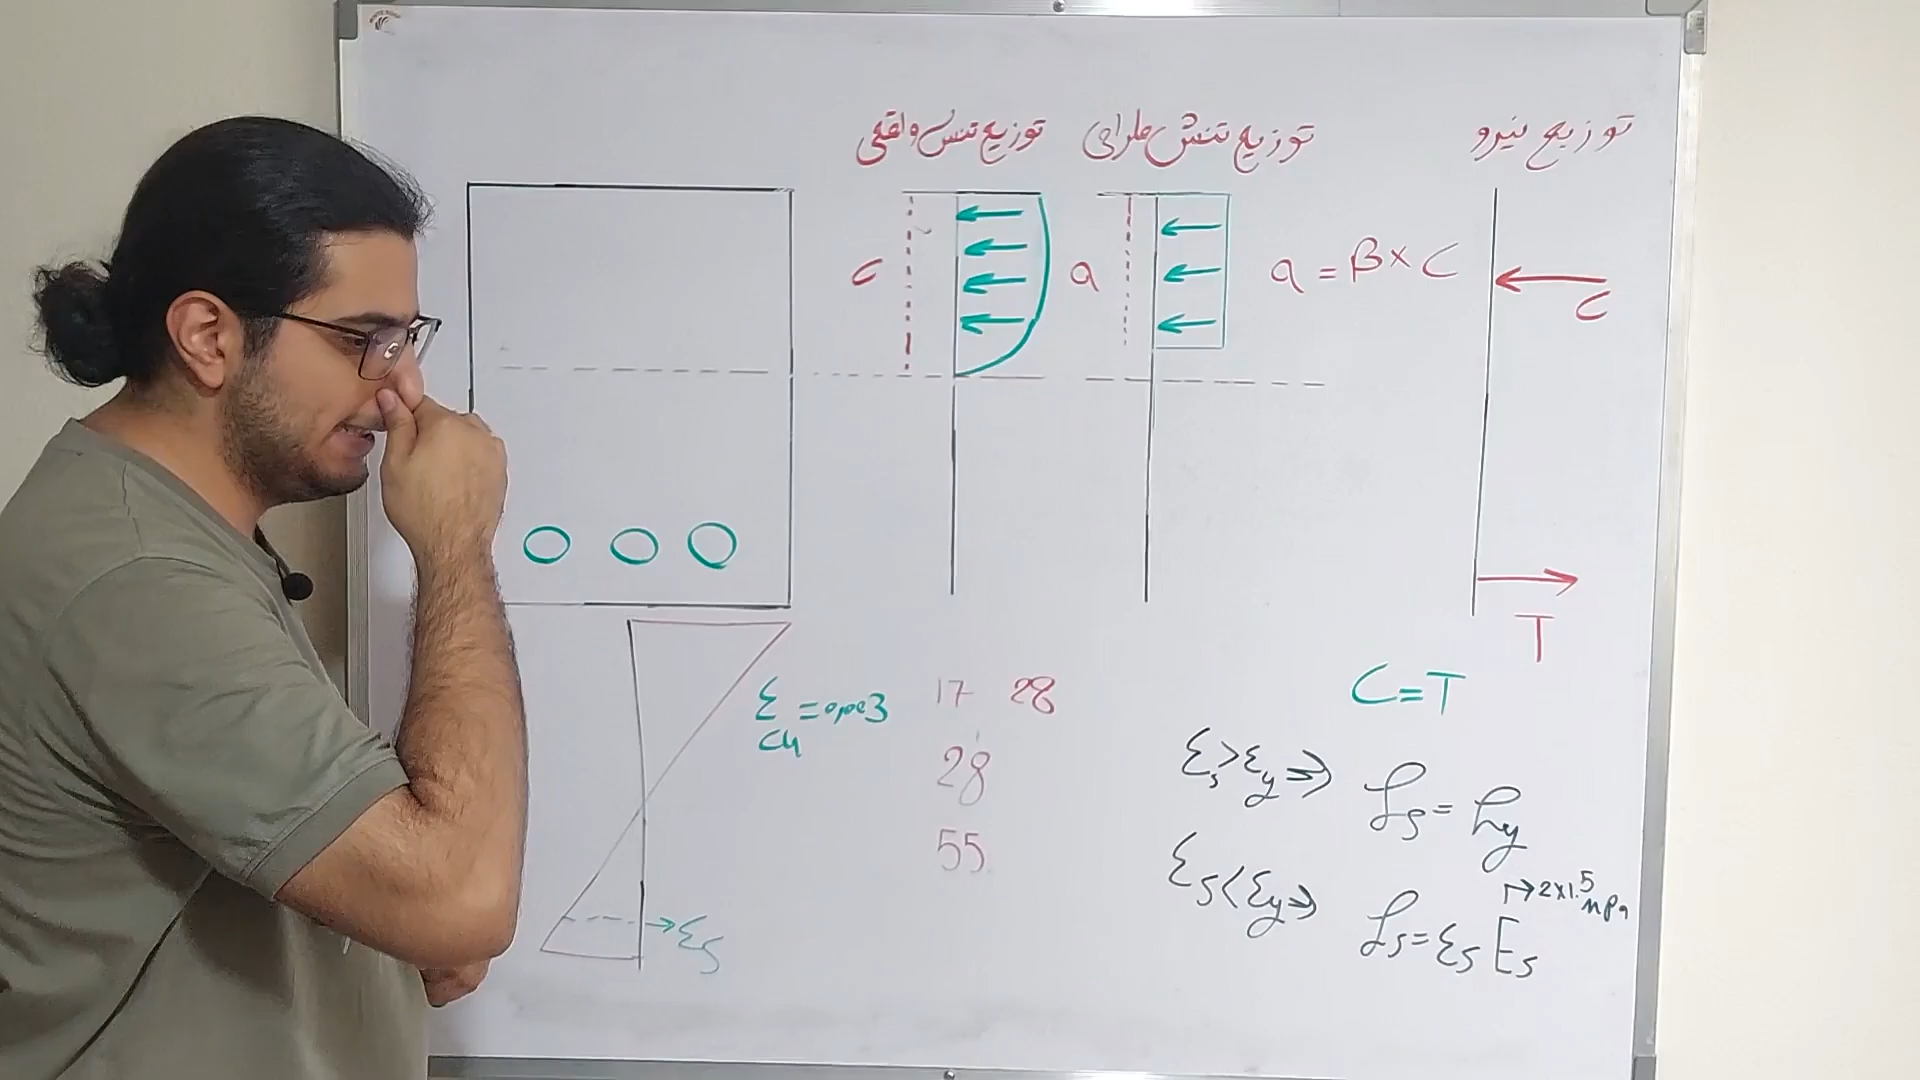 توزیع نیرو
توزیع تنش طراحی
توزیع تنش واقعی
c
a
a = β × C
C
T
C = T
εcu = 0,003
17 28
28
55
εs > εy ⇒ fs = fy
εs < εy ⇒ fs = εs Es
→ 2×1.5 MPa
→ εs